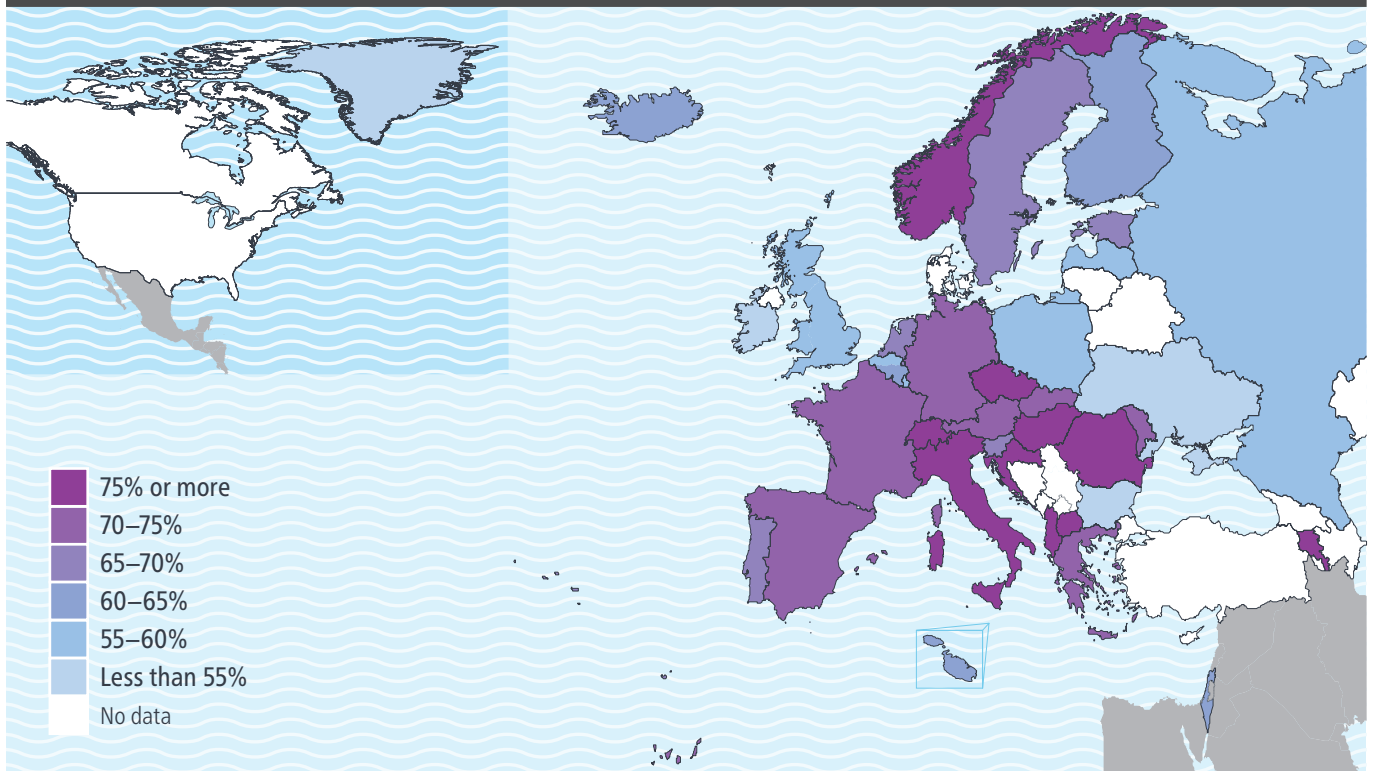 75% or more
70–75%
65–70%
60–65%
55–60%
Less than 55%
No data